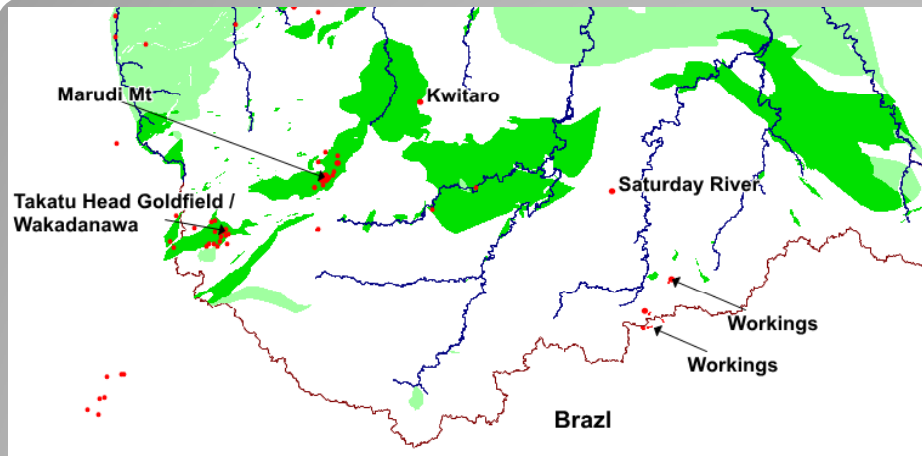 Marudi Mt
Kwitaro
Takatu Head Goldfield /
Wakadanawa
Saturday River
Workings
Workings
Brazl